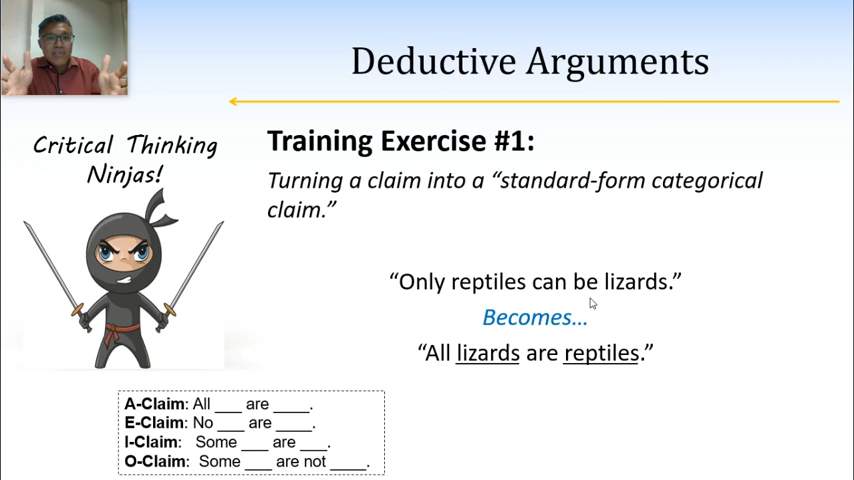 Deductive Arguments
Critical Thinking
Ninjas!
Training Exercise #1:
Turning a claim into a “standard-form categorical
claim.”
“Only reptiles can be lizards.”
Becomes…
“All lizards are reptiles.”
A-Claim: All ___ are ____.
E-Claim: No ___ are ____.
I-Claim: Some ___ are ___.
O-Claim: Some ___ are not ____.